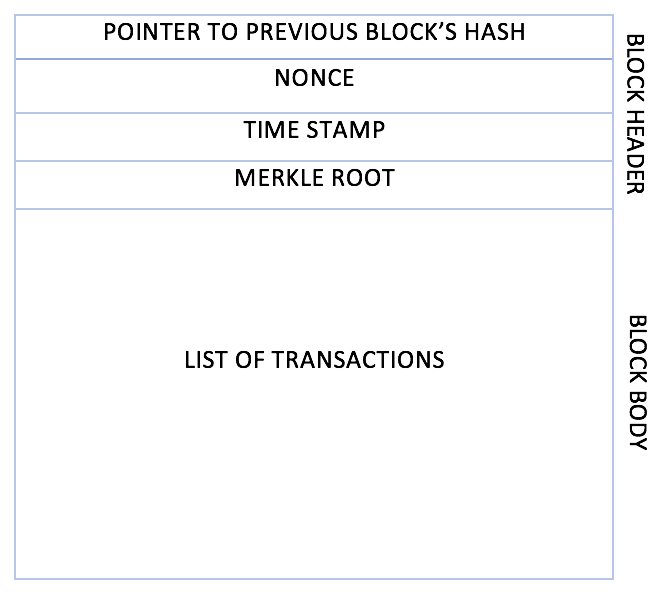 POINTER TO PREVIOUS BLOCK’S HASH
NONCE
TIME STAMP
MERKLE ROOT
BLOCK HEADER
LIST OF TRANSACTIONS
BLOCK BODY